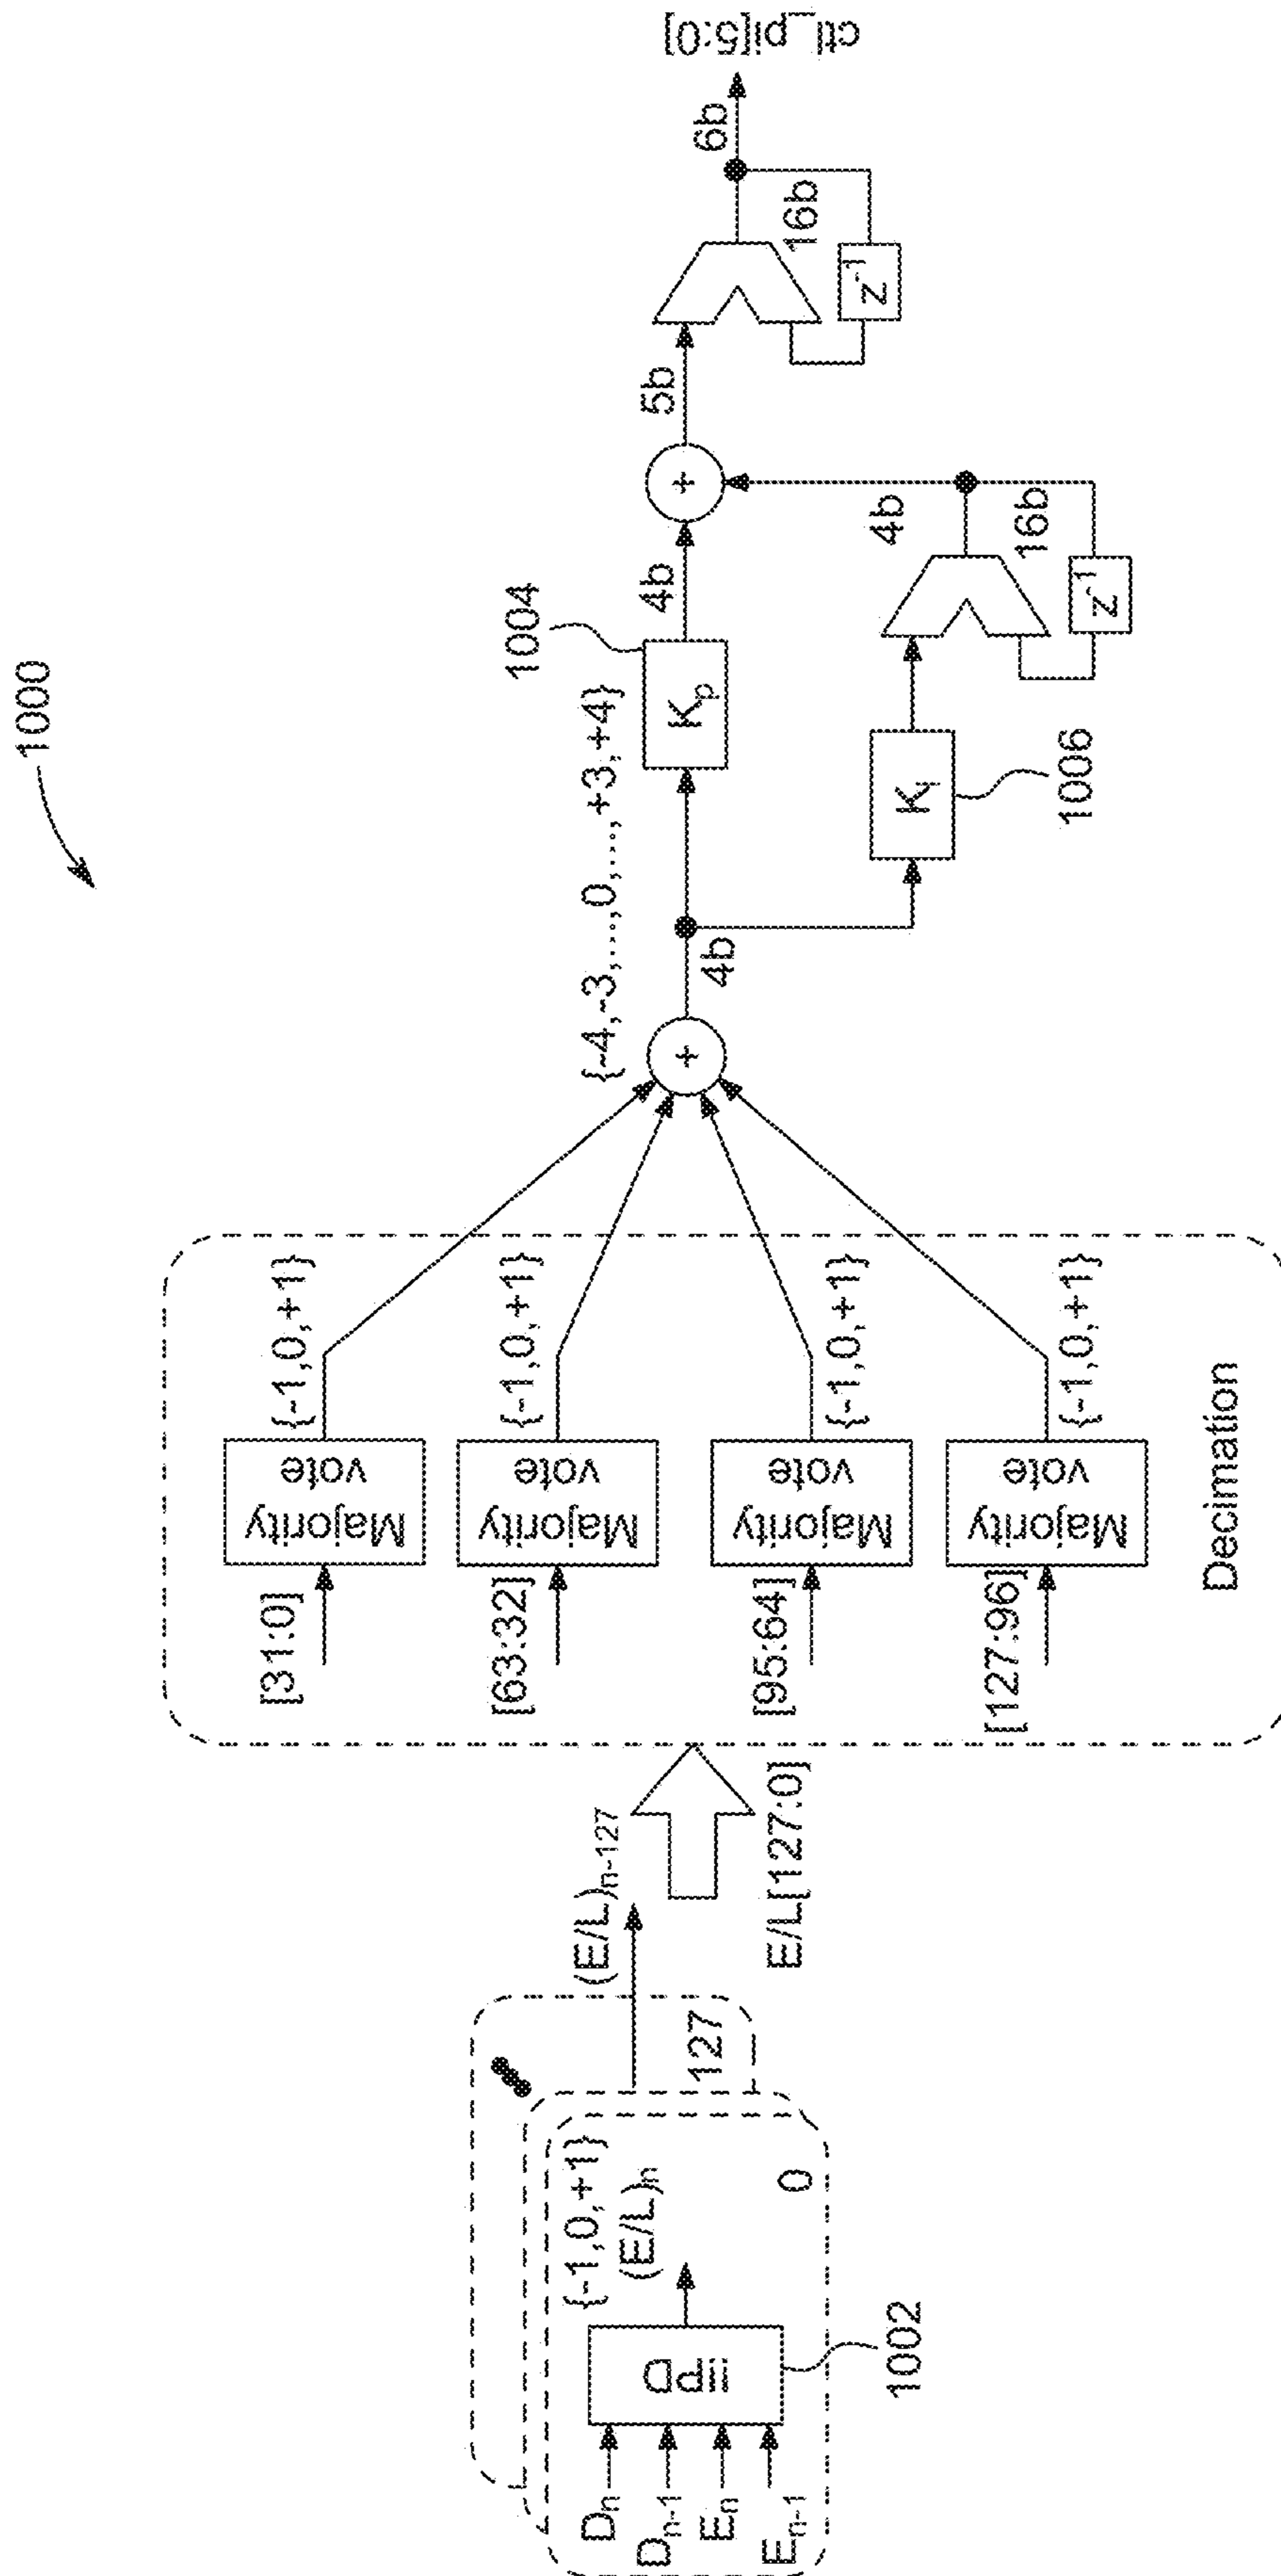 1000
Dn
Dn-1
En
En-1
iiPD
1002
{-1,0,+1}
(E/L)n
0
127
(E/L)n-127
E/L[127:0]
[31:0]
Majority
vote
{-1,0,+1}
[63:32]
Majority
vote
{-1,0,+1}
[95:64]
Majority
vote
{-1,0,+1}
[127:96]
Majority
vote
{-1,0,+1}
Decimation
+
{-4,-3,...,0,...,+3,+4}
4b
Kp
1004
4b
KI
1006
4b
16b
z-1
+
5b
16b
z-1
6b
ctl_pi[5:0]